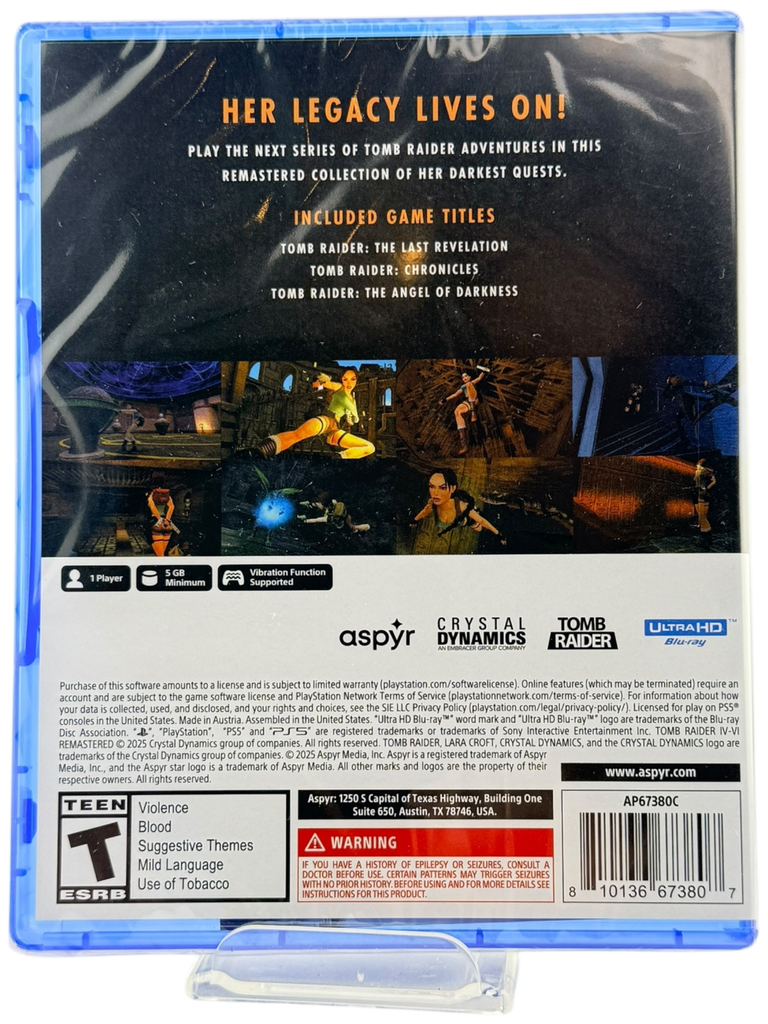 HER LEGACY LIVES ON!
PLAY THE NEXT SERIES OF TOMB RAIDER ADVENTURES IN THIS
REMASTERED COLLECTION OF HER DARKEST QUESTS.
INCLUDED GAME TITLES
TOMB RAIDER: THE LAST REVELATION
TOMB RAIDER: CHRONICLES
TOMB RAIDER: THE ANGEL OF DARKNESS
1 Player
5 GB
Minimum
Vibration Function
Supported
aspyr
CRYSTAL
DYNAMICS
AN EMBRACER GROUP COMPANY
TOMB
RAIDER
ULTRA HD™
Blu-ray
Purchase of this software amounts to a license and is subject to limited warranty (playstation.com/softwarelicense). Online features (which may be terminated) require an
account and are subject to the game software license and PlayStation Network Terms of Service (playstationnetwork.com/terms-of-service). For information about how
your data is collected, used, and disclosed, and your rights and choices, see the SIE LLC Privacy Policy (playstation.com/legal/privacy-policy/). Licensed for play on PS5®
consoles in the United States. Made in Austria. Assembled in the United States. "Ultra HD Blu-ray™" word mark and "Ultra HD Blu-ray™" logo are trademarks of the Blu-ray
Disc Association. "PS", "PlayStation", "PS5" and "PS5" are registered trademarks or trademarks of Sony Interactive Entertainment Inc. TOMB RAIDER IV-VI
REMASTERED © 2025 Crystal Dynamics group of companies. All rights reserved. TOMB RAIDER, LARA CROFT, CRYSTAL DYNAMICS, and the CRYSTAL DYNAMICS logo are
trademarks of the Crystal Dynamics group of companies. © 2025 Aspyr Media, Inc. Aspyr is a registered trademark of Aspyr
Media, Inc., and the Aspyr star logo is a trademark of Aspyr Media. All other marks and logos are the property of their
respective owners. All rights reserved.
www.aspyr.com
TEEN
T
ESRB
Violence
Blood
Suggestive Themes
Mild Language
Use of Tobacco
Aspyr: 1250 S Capital of Texas Highway, Building One
Suite 650, Austin, TX 78746, USA.
WARNING
IF YOU HAVE A HISTORY OF EPILEPSY OR SEIZURES, CONSULT A
DOCTOR BEFORE USE. CERTAIN PATTERNS MAY TRIGGER SEIZURES
WITH NO PRIOR HISTORY. BEFORE USING AND FOR MORE DETAILS SEE
INSTRUCTIONS FOR THIS PRODUCT.
AP67380C
8 10136 67380 7